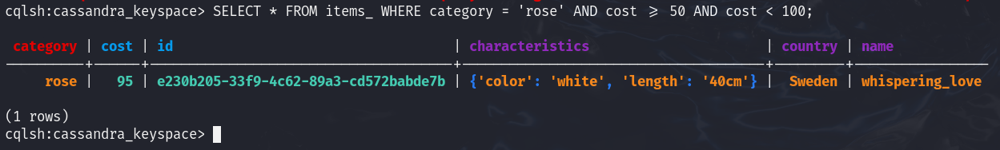 cqlsh:cassandra_keyspace> SELECT * FROM items_ WHERE category = 'rose' AND cost >= 50 AND cost < 100;
category | cost | id | characteristics | country | name
rose | 95 | e230b205-33f9-4c62-89a3-cd572babde7b | {'color': 'white', 'length': '40cm'} | Sweden | whispering_love
(1 rows)
cqlsh:cassandra_keyspace>